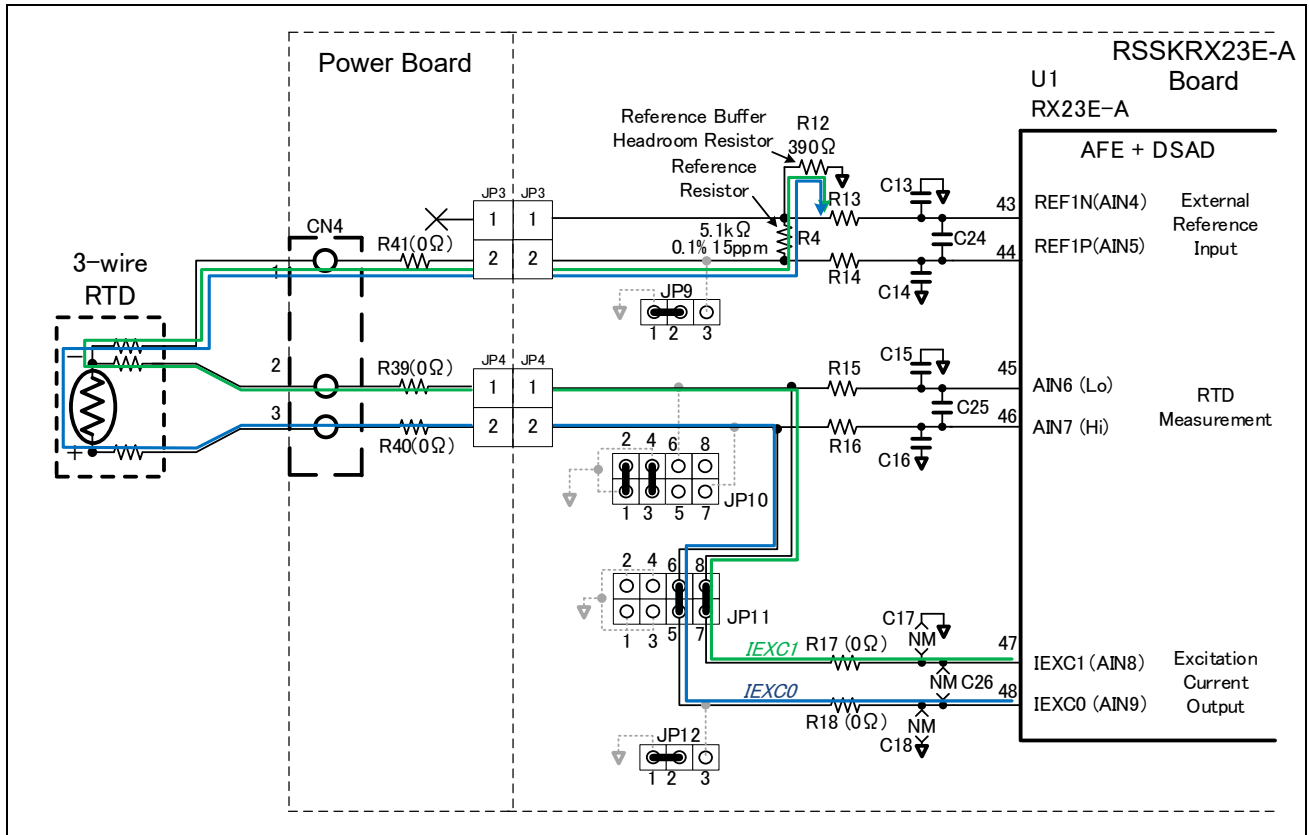 Power Board
RSSKRX23E-A
Board
U1
RX23E-A
Reference Buffer
Headroom Resistor
Reference
Resistor
R12
390Ω
AFE + DSAD
JP3
JP3
C13
R13
43
REF1N(AIN4)
External
Reference
Input
1
1
CN4
R41(0Ω)
5.1kΩ
0.1% 15ppm
R4
C24
REF1P(AIN5)
44
2
2
3-wire
RTD
1
R14
C14
JP9
1
2
3
−
2
R39(0Ω)
JP4
JP4
R15
C15
45
AIN6 (Lo)
1
1
RTD
Measurement
C25
3
46
AIN7 (Hi)
2
2
+
R40(0Ω)
R16
C16
2
4
6
8
JP10
1
3
5
7
2
4
6
8
JP11
1
3
5
7
C17
NM
IEXC1
R17 (0Ω)
47
IEXC1 (AIN8)
Excitation
Current
Output
NM C26
IEXC0
48
IEXC0 (AIN9)
R18 (0Ω)
NM
C18
JP12
1
2
3